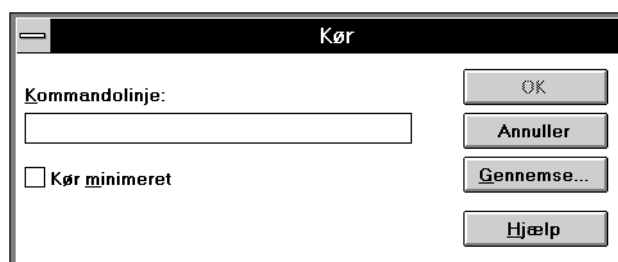 Kør
Kommandolinje:
OK
Annuller
Kør minimeret
Gennemse...
Hjælp